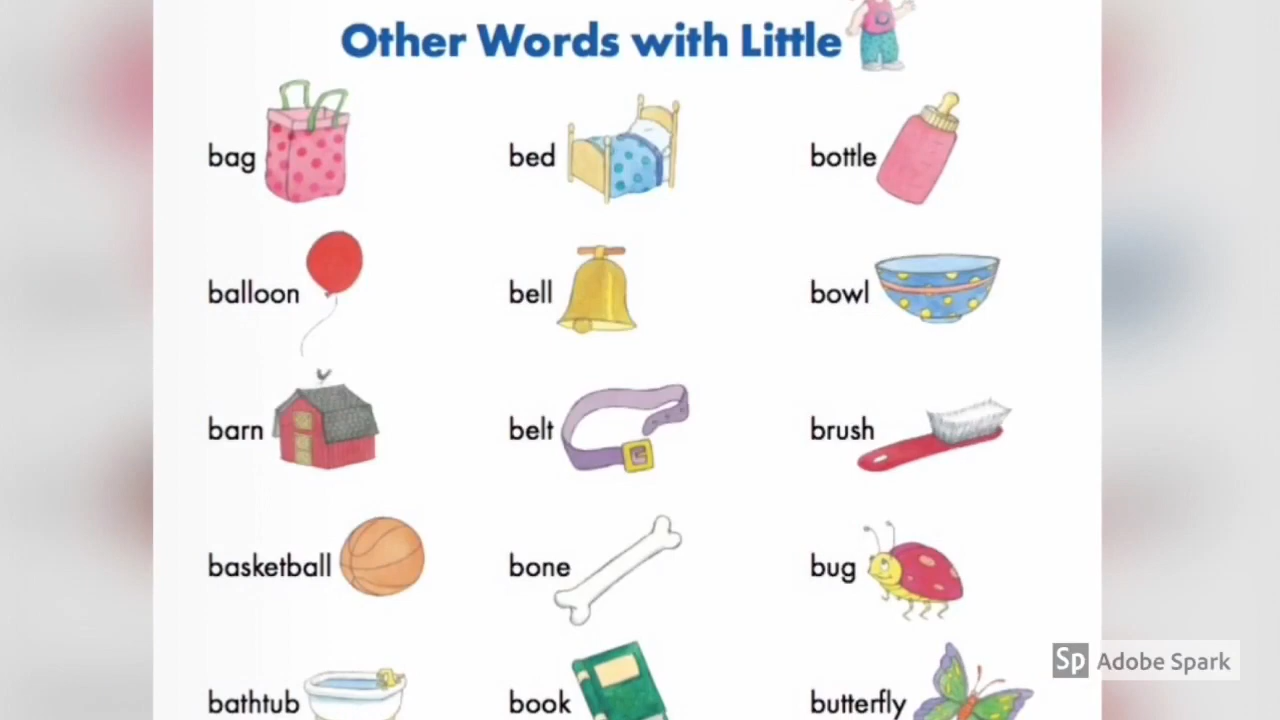 Other Words with Little
bag
bed
bottle
balloon
bell
bowl
barn
belt
brush
basketball
bone
bug
bathtub
book
butterfly
Sp Adobe Spark